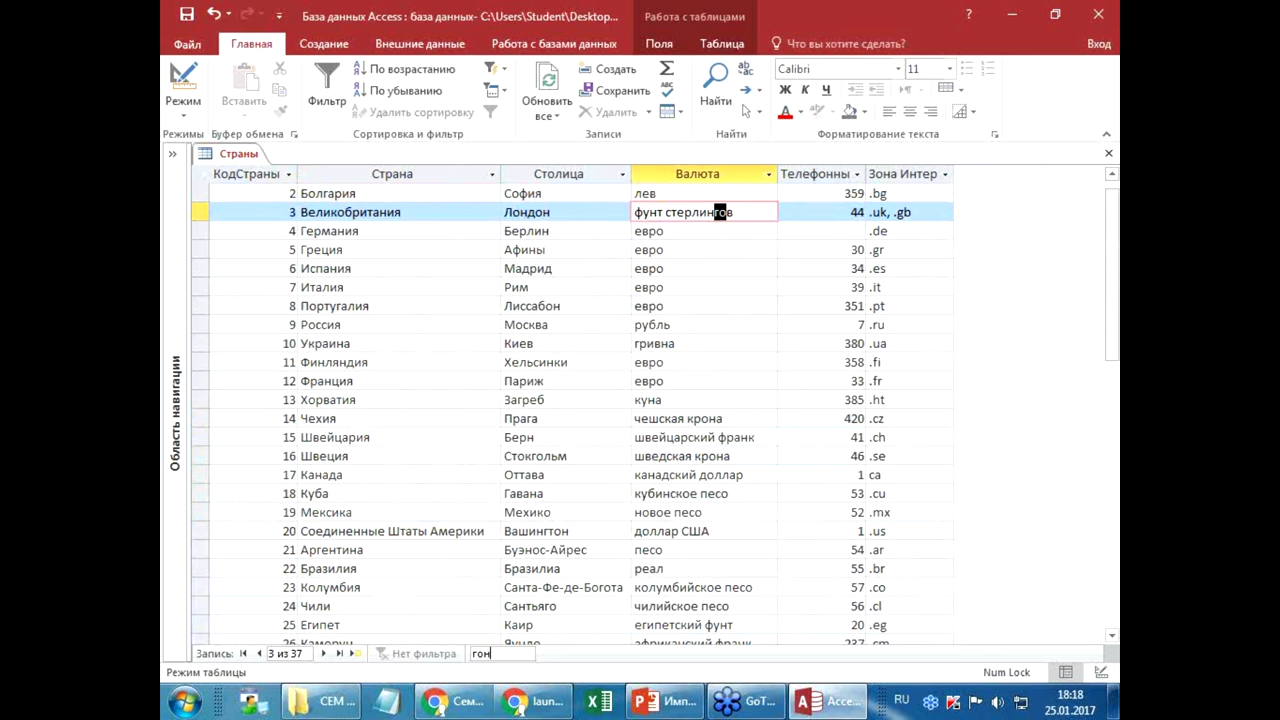 База данных Access : база данных- C:\Users\Student\Desktop...
Работа с таблицами
?
Файл
Главная
Создание
Внешние данные
Работа с базами данных
Поля
Таблица
Что вы хотите сделать?
Вход
Режим
Вставить
Фильтр
По возрастанию
По убыванию
Удалить сортировку
Обновить все
Создать
Сохранить
Удалить
Найти
Calibri
11
Ж К Ч
Режимы
Буфер обмена
Сортировка и фильтр
Записи
Найти
Форматирование текста
Страны
КодСтраны Страна Столица Валюта Телефонны Зона Интер
2 Болгария София лев 359 .bg
3 Великобритания Лондон фунт стерлингов 44 .uk, .gb
4 Германия Берлин евро .de
5 Греция Афины евро 30 .gr
6 Испания Мадрид евро 34 .es
7 Италия Рим евро 39 .it
8 Португалия Лиссабон евро 351 .pt
9 Россия Москва рубль 7 .ru
10 Украина Киев гривна 380 .ua
11 Финляндия Хельсинки евро 358 .fi
12 Франция Париж евро 33 .fr
13 Хорватия Загреб куна 385 .ht
14 Чехия Прага чешская крона 420 .cz
15 Швейцария Берн швейцарский франк 41 .ch
16 Швеция Стокгольм шведская крона 46 .se
17 Канада Оттава канадский доллар 1 ca
18 Куба Гавана кубинское песо 53 .cu
19 Мексика Мехико новое песо 52 .mx
20 Соединенные Штаты Америки Вашингтон доллар США 1 .us
21 Аргентина Буэнос-Айрес песо 54 .ar
22 Бразилия Бразилиа реал 55 .br
23 Колумбия Санта-Фе-де-Богота колумбийское песо 57 .co
24 Чили Сантьяго чилийское песо 56 .cl
25 Египет Каир египетский фунт 20 .eg
26 Камерун Яунде африканский франк 237 .cm
Область навигации
Запись: 3 из 37 Нет фильтра гон
Режим таблицы
Num Lock
СЕМ ...
Сем...
laun...
Имп...
GoT...
Acce...
RU
18:18
25.01.2017